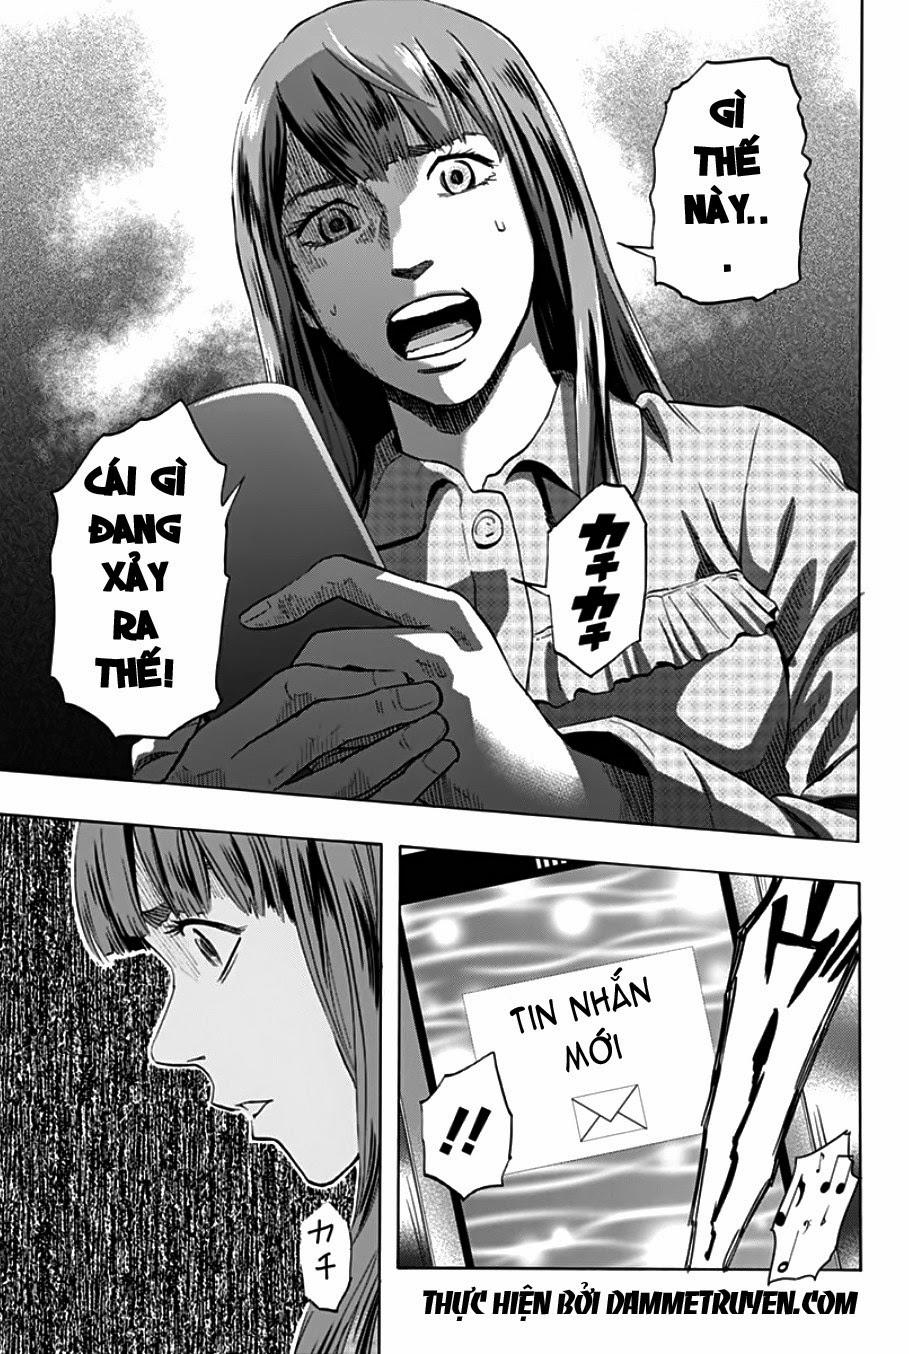 GÌ
THẾ
NÀY..
.
CÁI GÌ
ĐANG
XẢY
RA
THẾ!
カチカチ
TIN NHẮN
MỚI
!!
カチ
THỰC HIỆN BỞI DAMMETRUYEN.COM